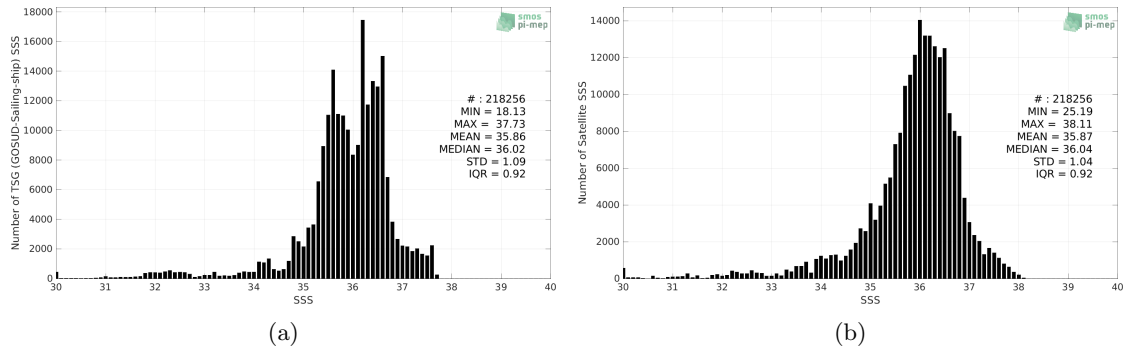 18000
16000
14000
12000
10000
8000
6000
4000
2000
0
Number of TSG (GOSUD-Sailing-ship) SSS
smos
pi-mep
# : 218256
MIN = 18.13
MAX = 37.73
MEAN = 35.86
MEDIAN = 36.02
STD = 1.09
IQR = 0.92
30 31 32 33 34 35 36 37 38 39 40
SSS
(a)
14000
12000
10000
8000
6000
4000
2000
0
Number of Satellite SSS
smos
pi-mep
# : 218256
MIN = 25.19
MAX = 38.11
MEAN = 35.87
MEDIAN = 36.04
STD = 1.04
IQR = 0.92
30 31 32 33 34 35 36 37 38 39 40
SSS
(b)